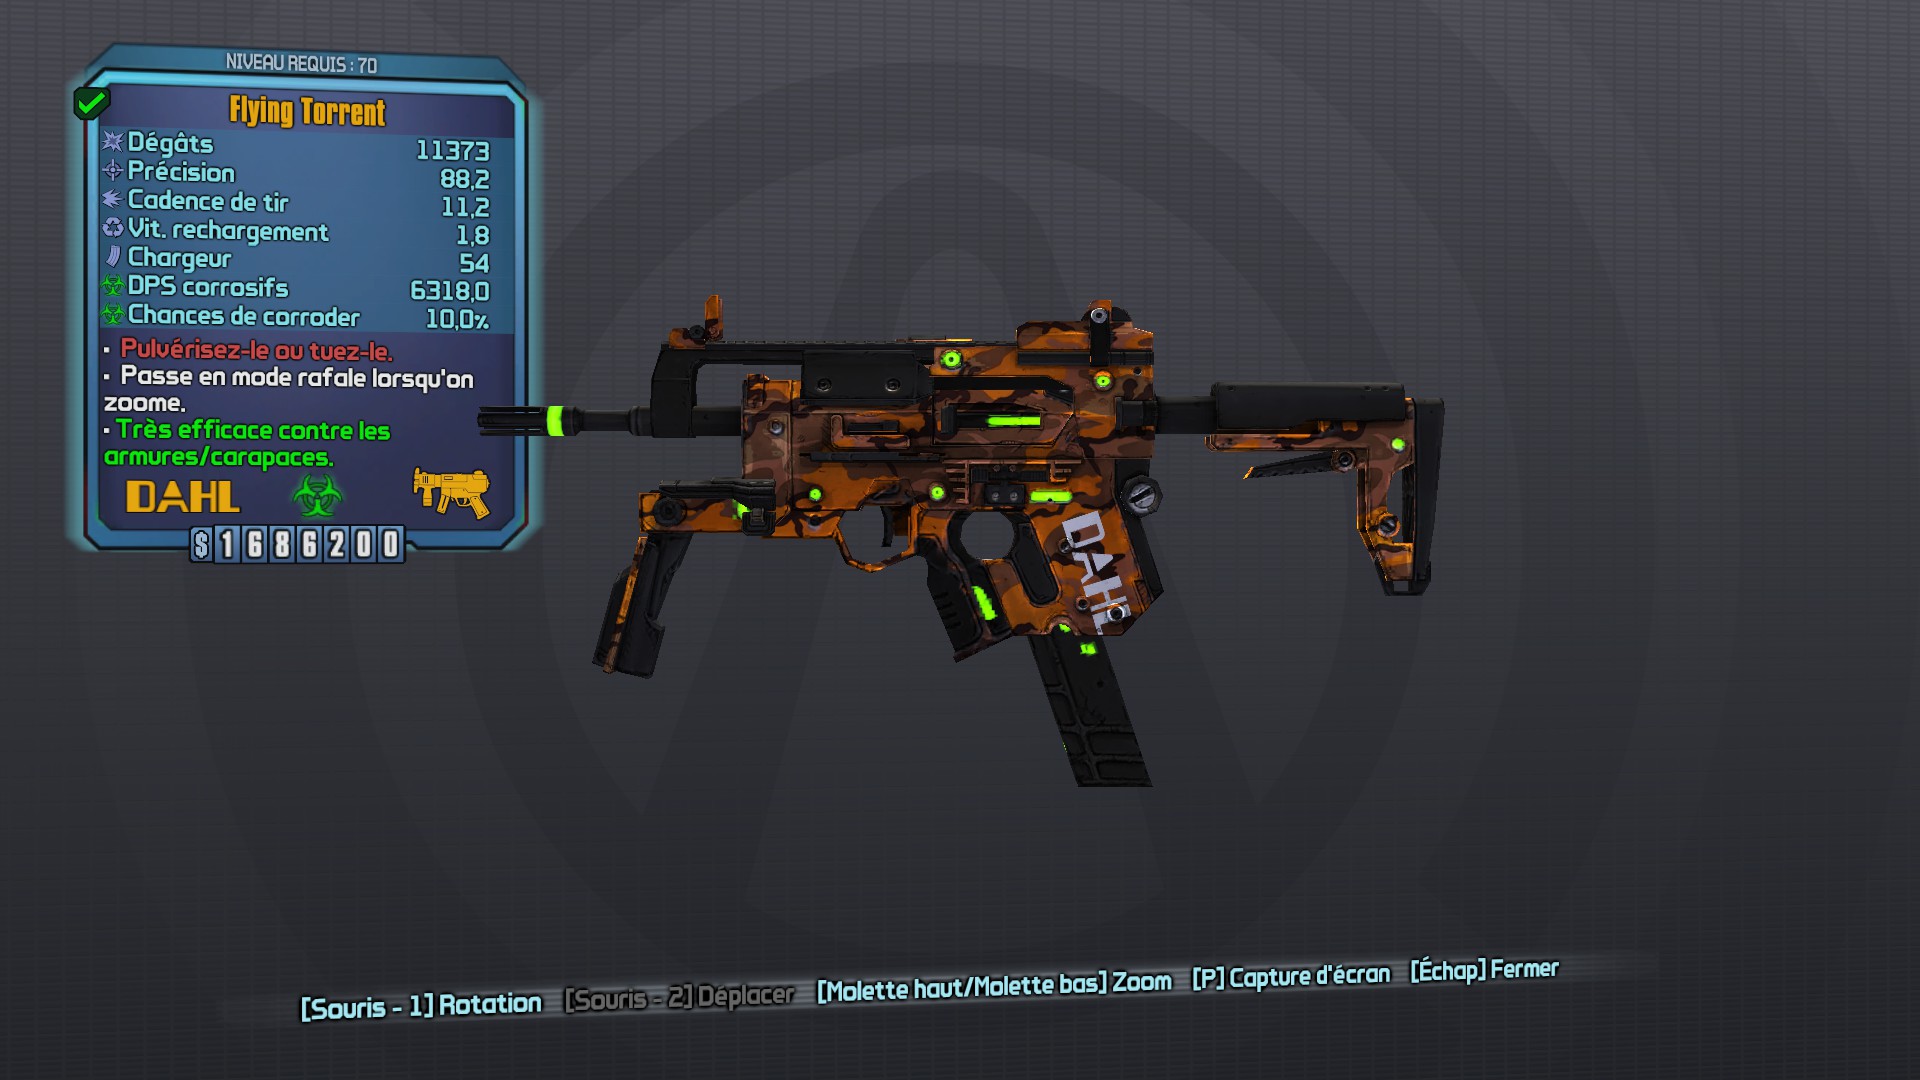 NIVEAU REQUIS : 70
Flying Torrent
Dégâts 11373
Précision 88,2
Cadence de tir 11,2
Vit. rechargement 1,8
Chargeur 54
DPS corrosifs 6318,0
Chances de corroder 10,0%
· Pulvérisez-le ou tuez-le.
· Passe en mode rafale lorsqu'on
zoome.
· Très efficace contre les
armures/carapaces.
DAHL
$1686200
DAHL
[Souris - 1] Rotation [Souris - 2] Déplacer [Molette haut/Molette bas] Zoom [P] Capture d'écran [Échap] Fermer